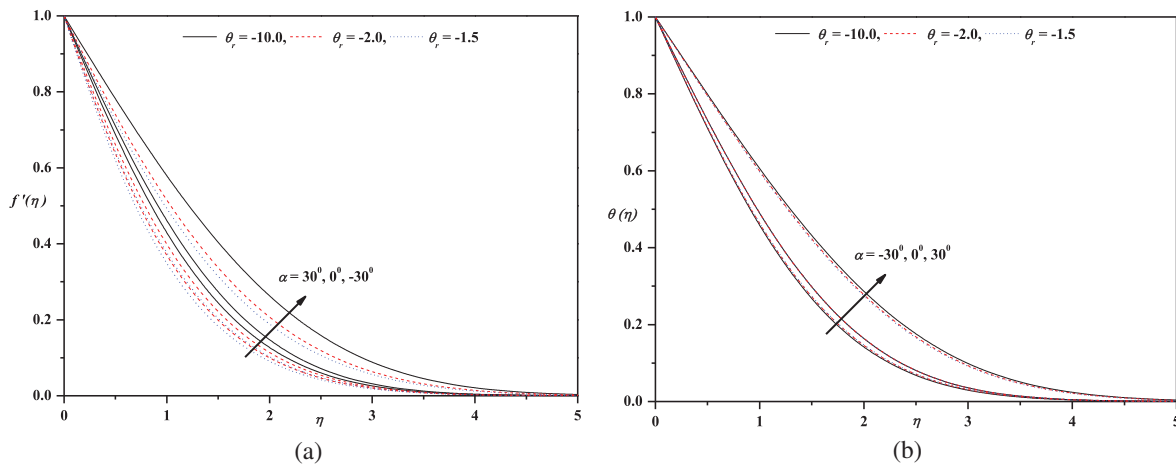 1.0
θr = -10.0, θr = -2.0 θr = -1.5
0.8
0.6
f '(η)
0.4
α = 30⁰, 0⁰, -30⁰
0.2
0.0
0 1 2 3 4 5
η
(a)
1.0
θr = -10.0, θr = -2.0, θr = -1.5
0.8
0.6
θ (η)
0.4
α = -30⁰, 0⁰, 30⁰
0.2
0.0
0 1 2 3 4 5
η
(b)